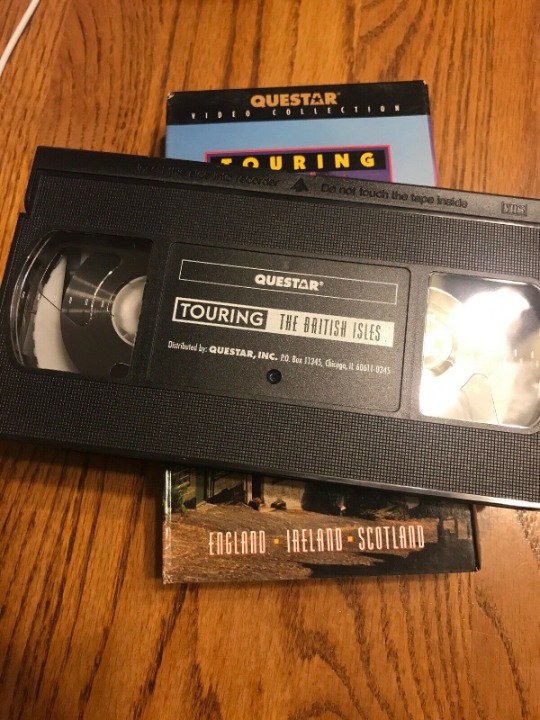 QUESTAR
VIDEO COLLECTION
TOURING
recorder
Do not touch the tape inside
VHS
QUESTAR
TOURING THE BRITISH ISLES
Distributed by: QUESTAR, INC. P.O. Box 11345, Chicago, IL 60611-0345
ENGLAND • IRELAND • SCOTLAND